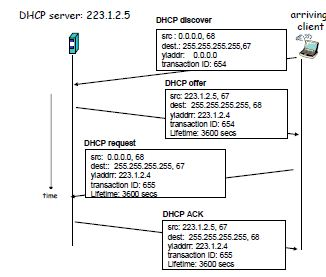 DHCP server: 223.1.2.5
arriving
client
DHCP discover
src : 0.0.0.0, 68
dest.: 255.255.255.255,67
yiaddr: 0.0.0.0
transaction ID: 654
DHCP offer
src: 223.1.2.5, 67
dest: 255.255.255.255, 68
yiaddrr: 223.1.2.4
transaction ID: 654
Lifetime: 3600 secs
DHCP request
src: 0.0.0.0, 68
dest:: 255.255.255.255, 67
yiaddrr: 223.1.2.4
transaction ID: 655
Lifetime: 3600 secs
time
DHCP ACK
src: 223.1.2.5, 67
dest: 255.255.255.255, 68
yiaddrr: 223.1.2.4
transaction ID: 655
Lifetime: 3600 secs